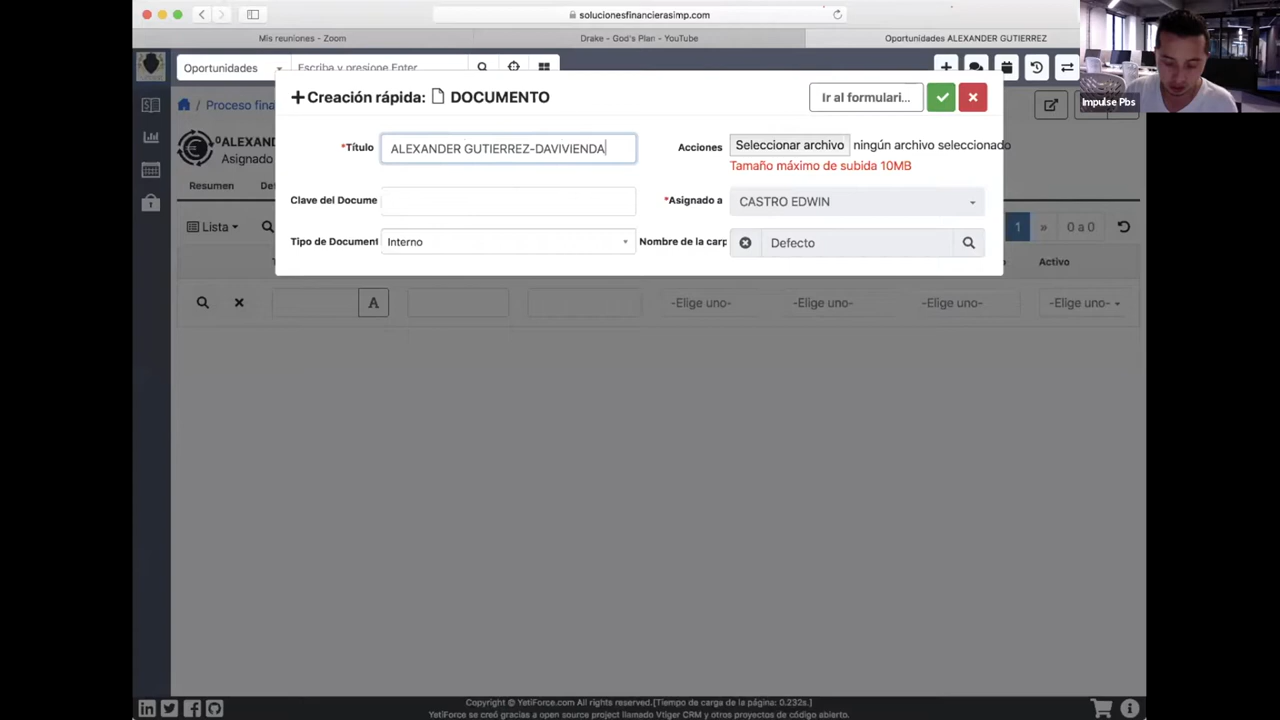 solucionesfinancierasimp.com
Mis reuniones - Zoom
Drake - God's Plan - YouTube
Oportunidades ALEXANDER GUTIERREZ
Impulse Pbs
Oportunidades
Escriba y presione Enter
+Creación rápida: DOCUMENTO
Ir al formulari...
Proceso fina
ALEXANDE
Asignado
*Título
ALEXANDER GUTIERREZ-DAVIVIENDA
Acciones
Seleccionar archivo
ningún archivo seleccionado
Tamaño máximo de subida 10MB
Resumen
De
Clave del Docume
*Asignado a
CASTRO EDWIN
Lista
1
»
0 a 0
Tipo de Document
Interno
Nombre de la carp
Defecto
Activo
A
-Elige uno-
-Elige uno-
-Elige uno-
-Elige uno-
Copyright © YetiForce.com All rights reserved.[Tiempo de carga de la página: 0.232s.]
YetiForce se creó gracias a open source project llamado Vtiger CRM y otros proyectos de código abierto.